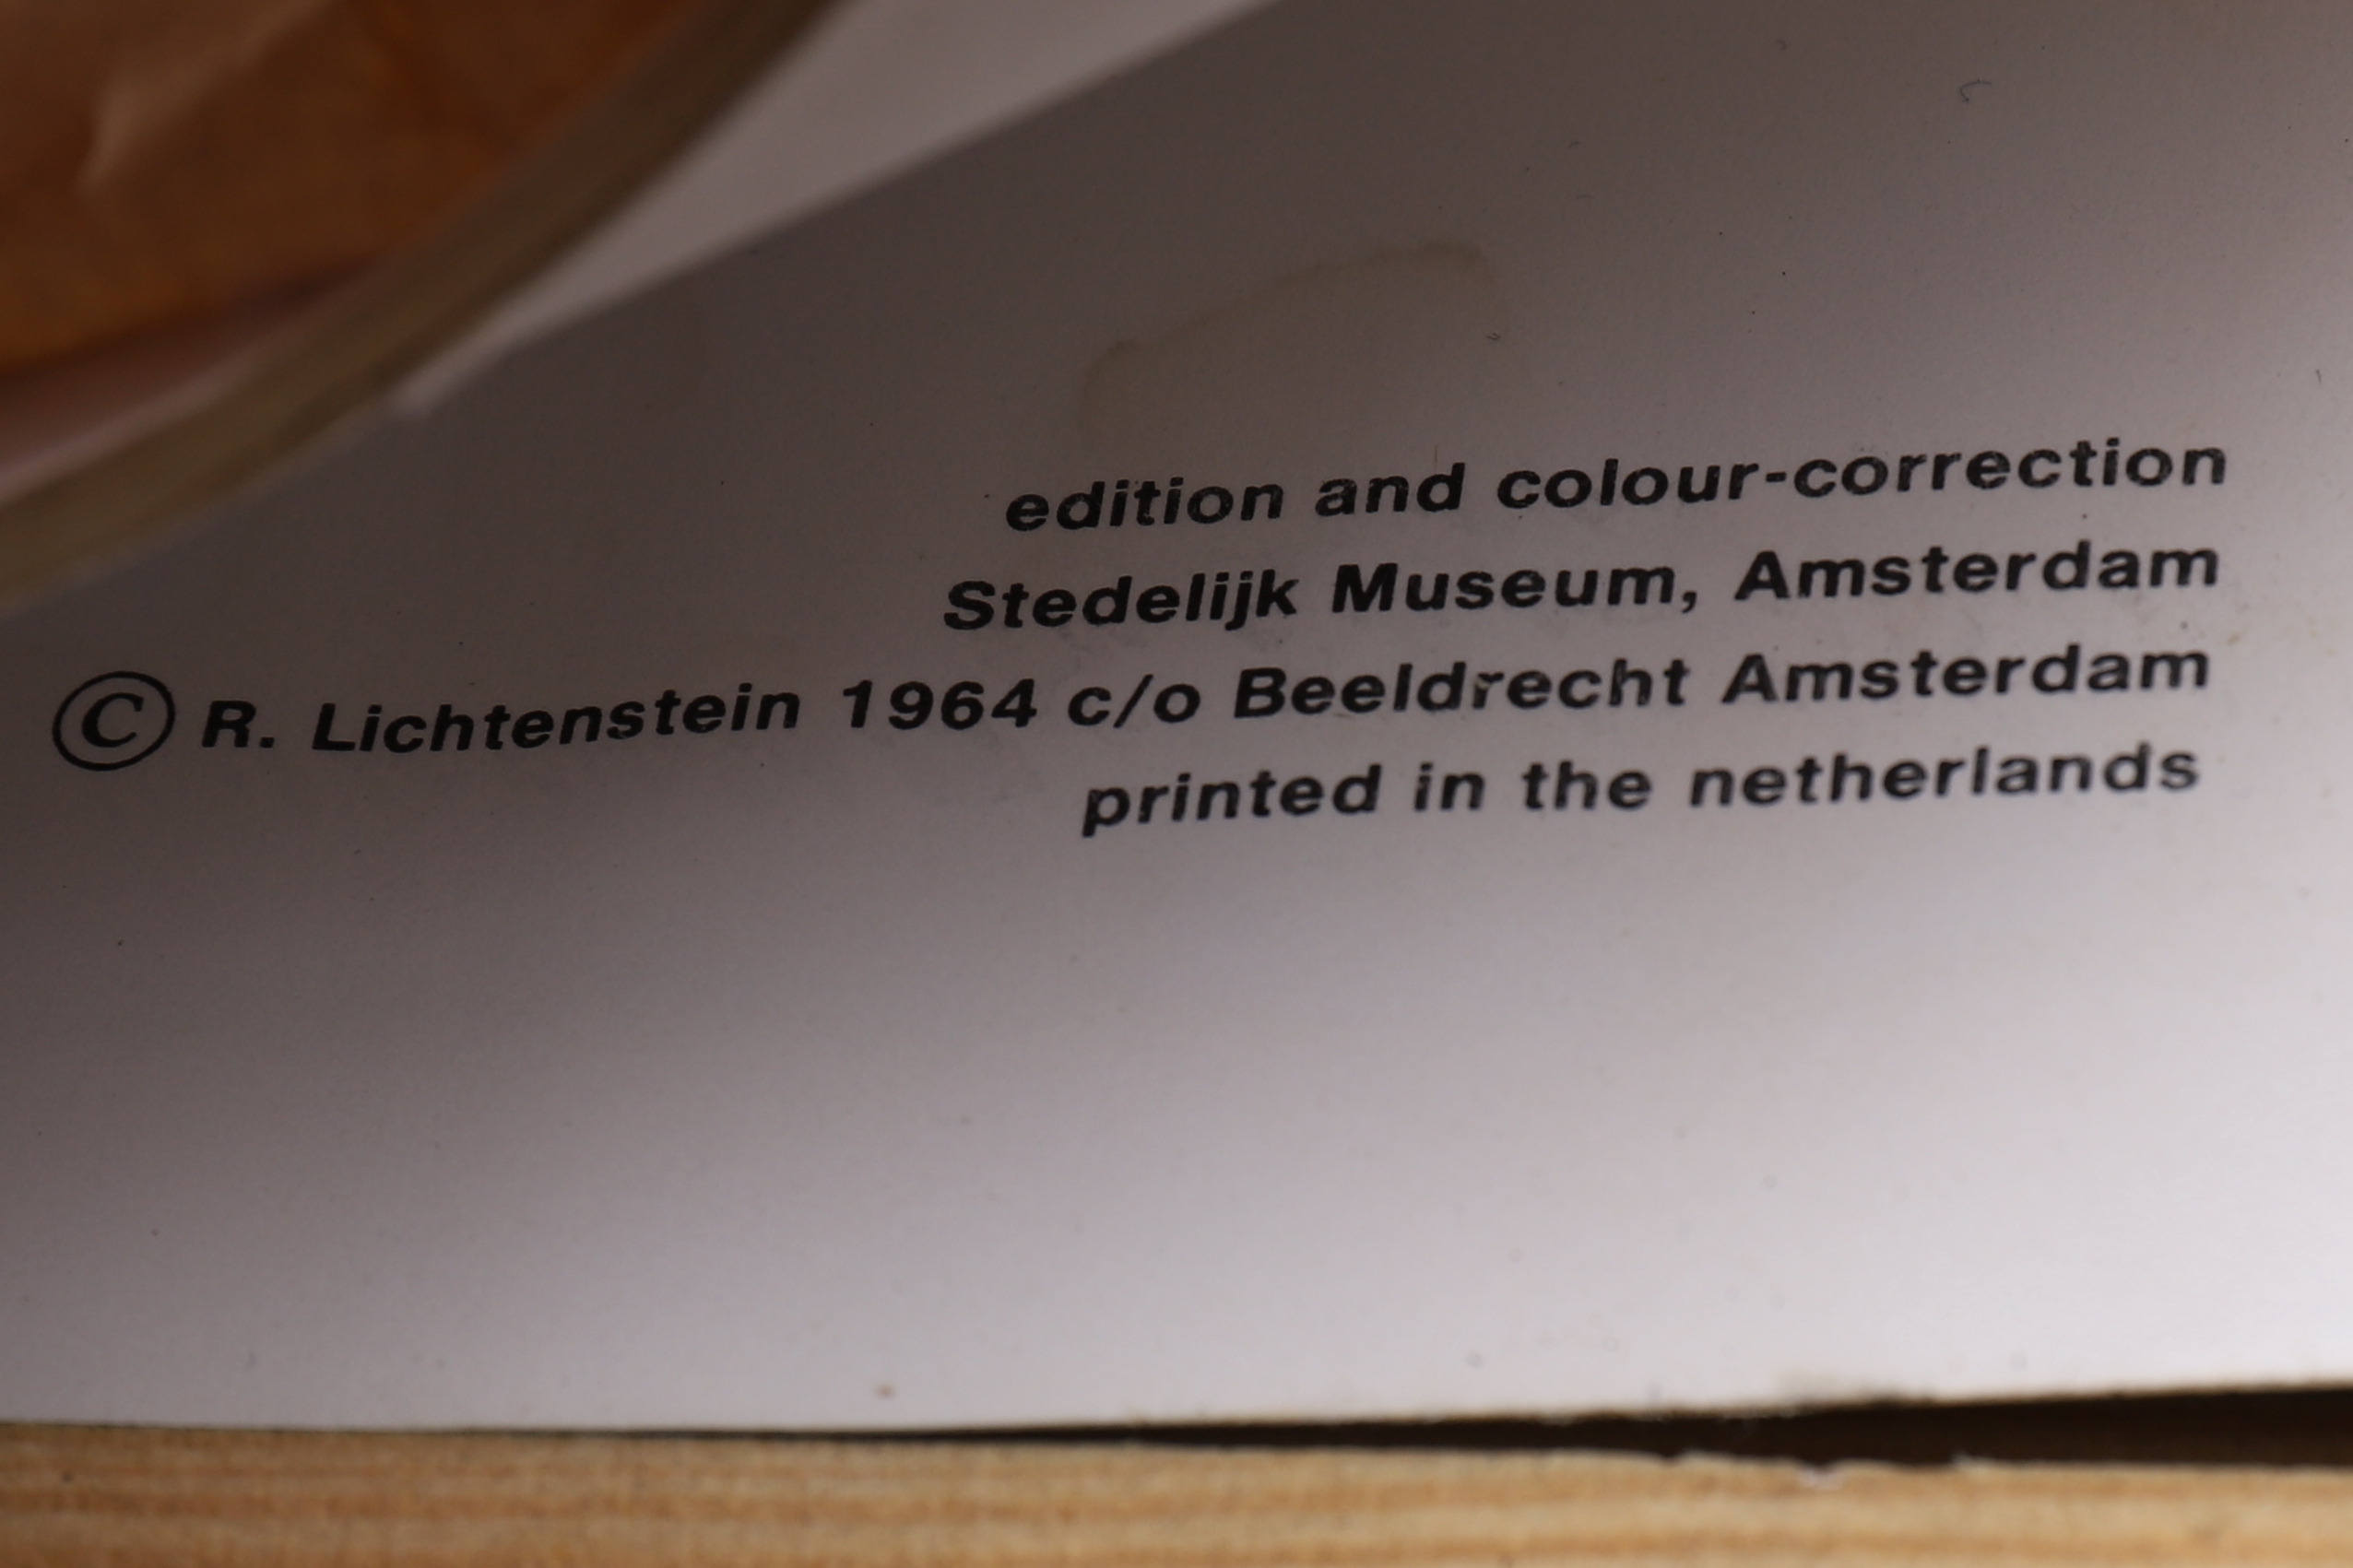 edition and colour-correction
Stedelijk Museum, Amsterdam
© R. Lichtenstein 1964 c/o Beeldrecht Amsterdam
printed in the netherlands